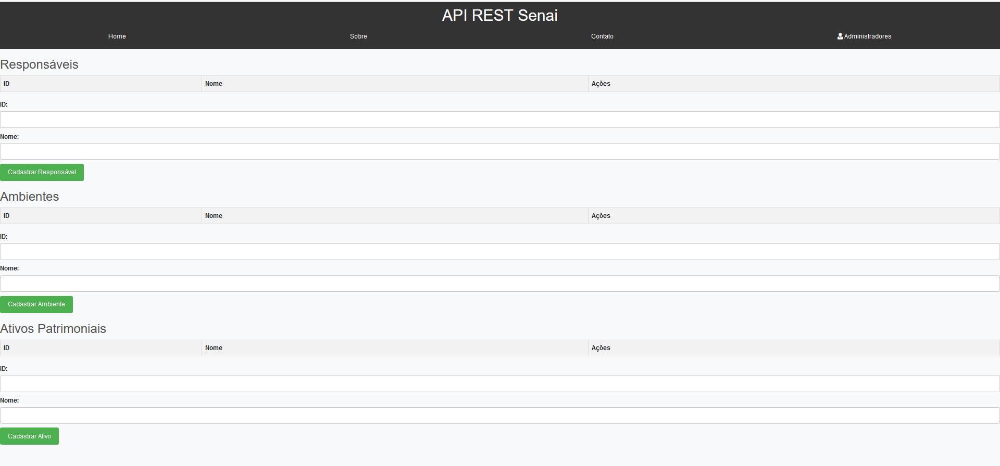 API REST Senai
Home Sobre Contato Administradores
Responsáveis
ID Nome Ações
ID:
Nome:
Cadastrar Responsável
Ambientes
ID Nome Ações
ID:
Nome:
Cadastrar Ambiente
Ativos Patrimoniais
ID Nome Ações
ID:
Nome:
Cadastrar Ativo